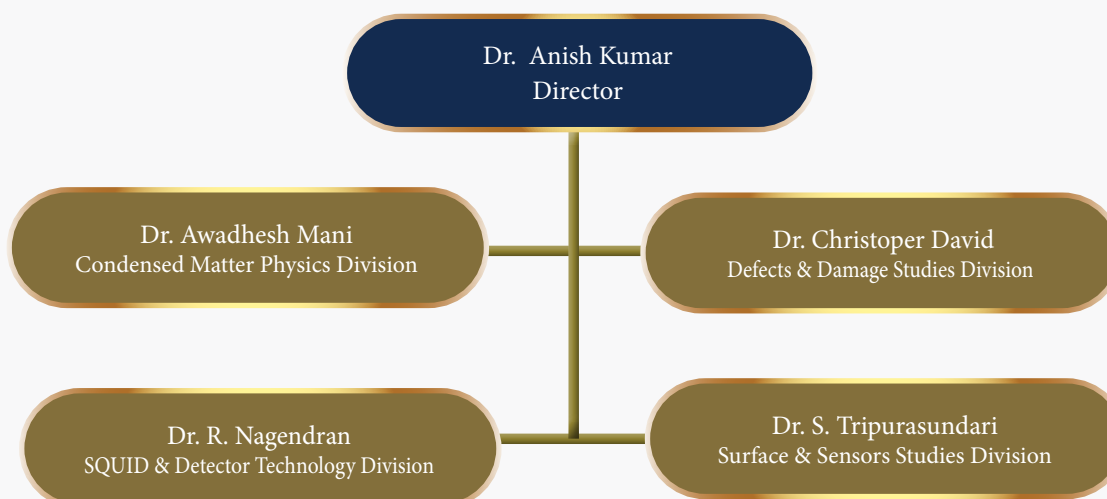 Dr. Anish Kumar
Director
Dr. Awadhesh Mani
Condensed Matter Physics Division
Dr. Christoper David
Defects & Damage Studies Division
Dr. R. Nagendran
SQUID & Detector Technology Division
Dr. S. Tripurasundari
Surface & Sensors Studies Division